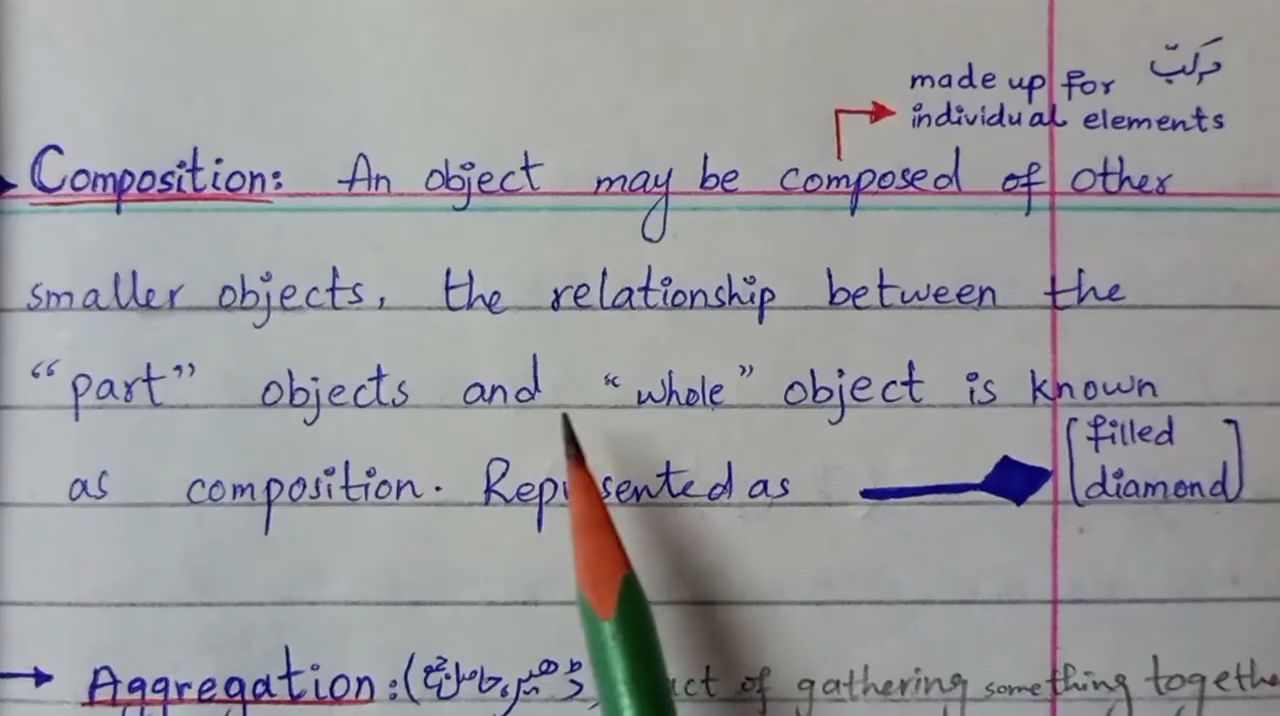 made up for مرکب
individual elements
Composition: An object may be composed of other
smaller objects, the relationship between the
"part" objects and "whole" object is known
as composition. Represented as [filled
diamond]
→ Aggregation: ( act of gathering something togethe